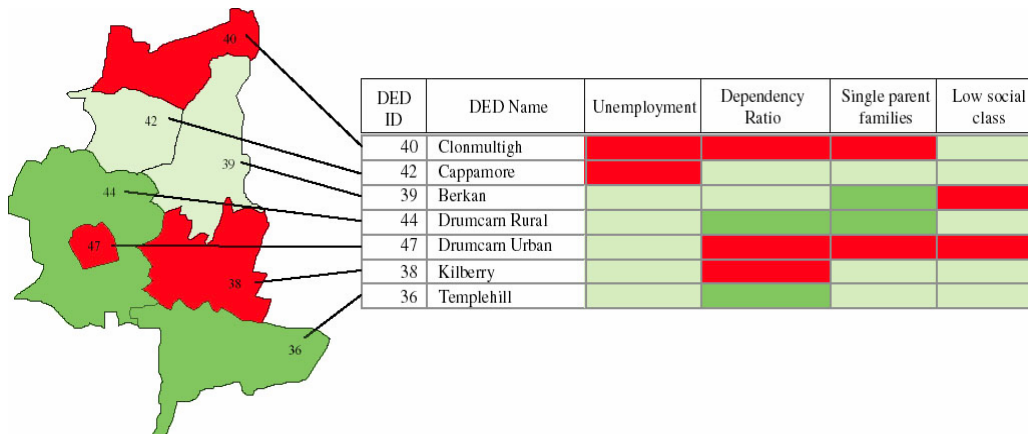 40
42
39
44
47
38
36
DED ID DED Name Unemployment Dependency Ratio Single parent families Low social class
40 Clonmultigh
42 Cappamore
39 Berkan
44 Drumcarn Rural
47 Drumcarn Urban
38 Kilberry
36 Templehill